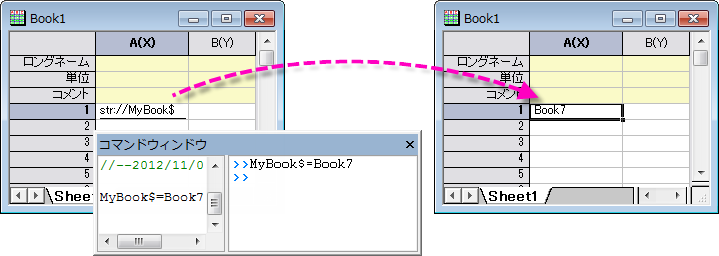 Book1
A(X) B(Y)
ロングネーム
単位
コメント
1 str://MyBook$
2
3
4
5
Sheet
コマンドウィンドウ
//--2012/11/0
MyBook$=Book7
>>MyBook$=Book7
>>
Book1
A(X) B(Y)
ロングネーム
単位
コメント
1 Book7
2
3
4
5
Sheet1